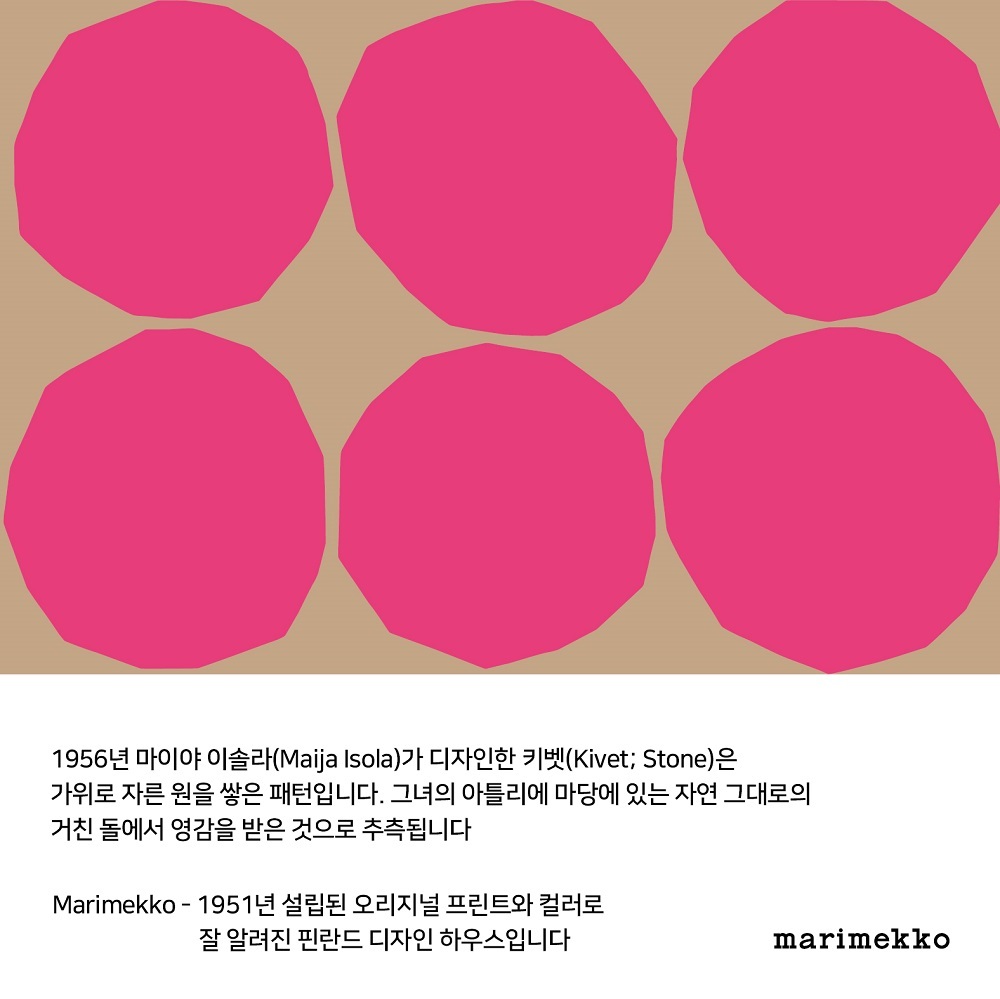 1956년 마이야 이솔라(Maija Isola)가 디자인한 키벳(Kivet; Stone)은
가위로 자른 원을 쌓은 패턴입니다. 그녀의 아틀리에 마당에 있는 자연 그대로의
거친 돌에서 영감을 받은 것으로 추측됩니다
Marimekko - 1951년 설립된 오리지널 프린트와 컬러로
잘 알려진 핀란드 디자인 하우스입니다
marimekko